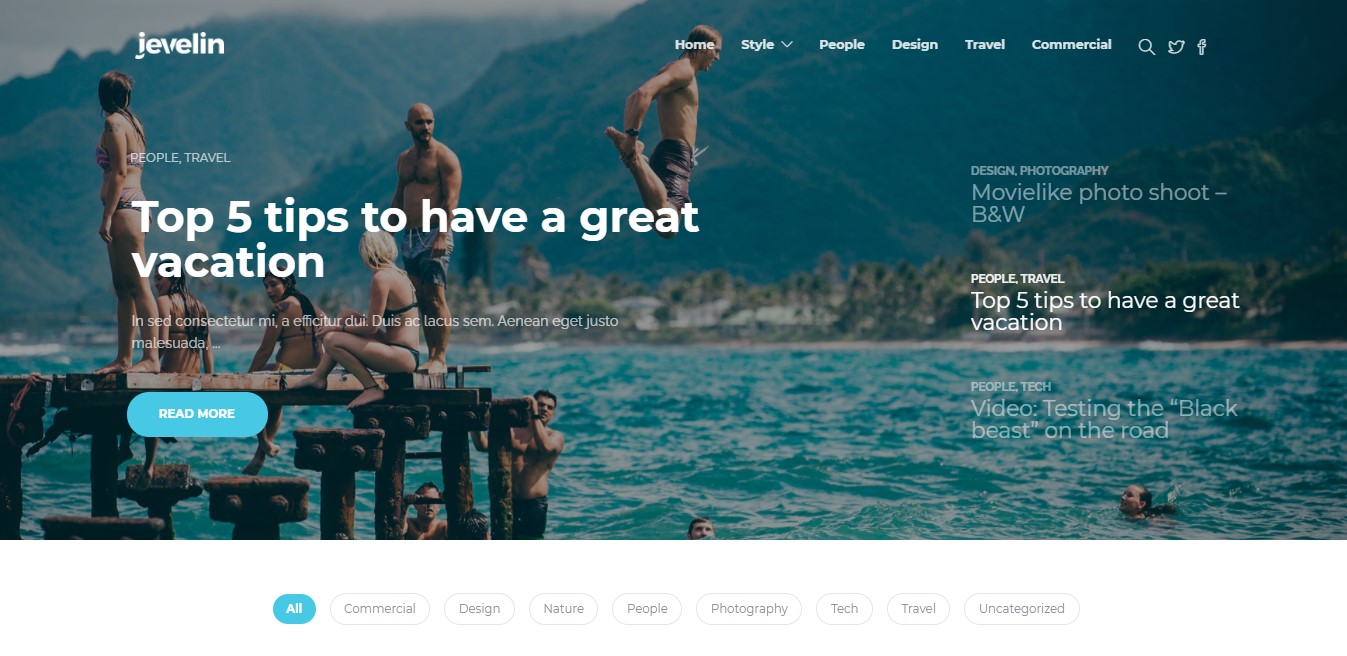 jevelin
Home Style People Design Travel Commercial
PEOPLE, TRAVEL
Top 5 tips to have a great
vacation
In sed consectetur mi, a efficitur dui. Duis ac lacus sem. Aenean eget justo
malesuada, ...
READ MORE
DESIGN, PHOTOGRAPHY
Movielike photo shoot –
B&W
PEOPLE, TRAVEL
Top 5 tips to have a great
vacation
PEOPLE, TECH
Video: Testing the “Black
beast” on the road
All Commercial Design Nature People Photography Tech Travel Uncategorized